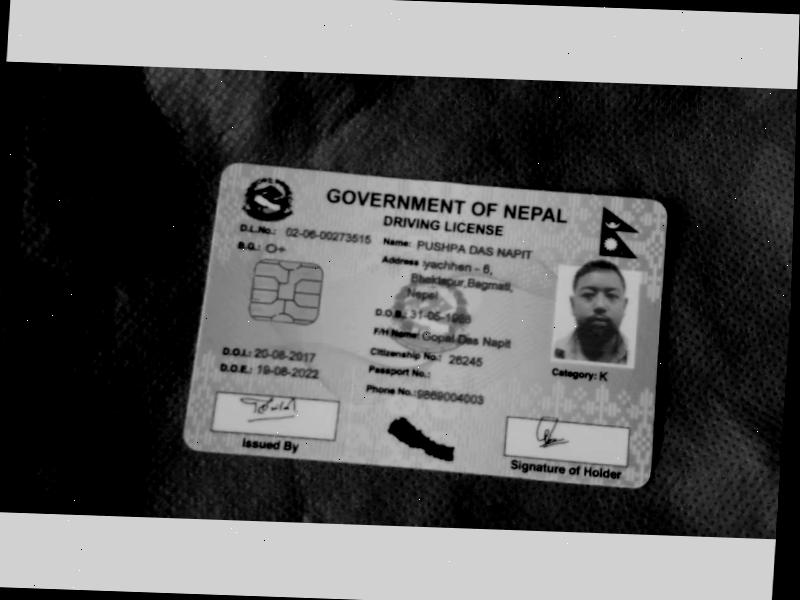 GOVERNMENT OF NEPAL
DRIVING LICENSE
D.L.No.: 02-06-00273515
B.G.: O+
Name: PUSHPA DAS NAPIT
Address: yachhen - 6,
Bhaktapur,Bagmati,
Nepal
D.O.B.: 31-05-1988
F/H Name: Gopal Das Napit
D.O.I.: 20-08-2017
Citizenship No.: 26245
D.O.E.: 19-08-2022
Passport No.:
Phone No.:9869004003
Category: K
Issued By
Signature of Holder